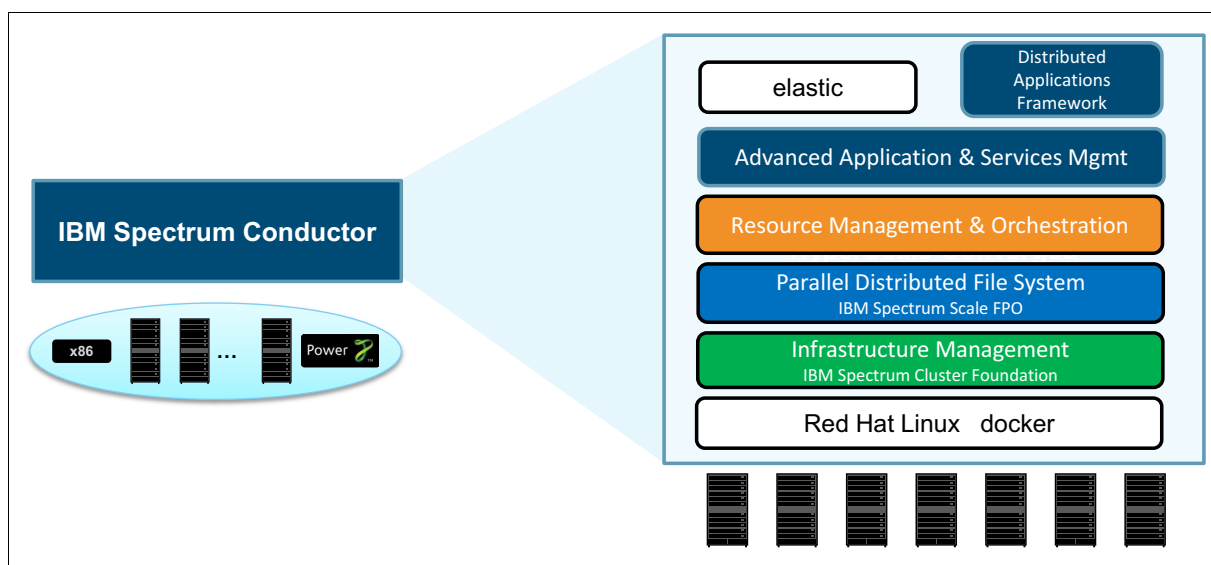 IBM Spectrum Conductor
x86
...
Power
elastic
Distributed
Applications
Framework
Advanced Application & Services Mgmt
Resource Management & Orchestration
Parallel Distributed File System
IBM Spectrum Scale FPO
Infrastructure Management
IBM Spectrum Cluster Foundation
Red Hat Linux docker